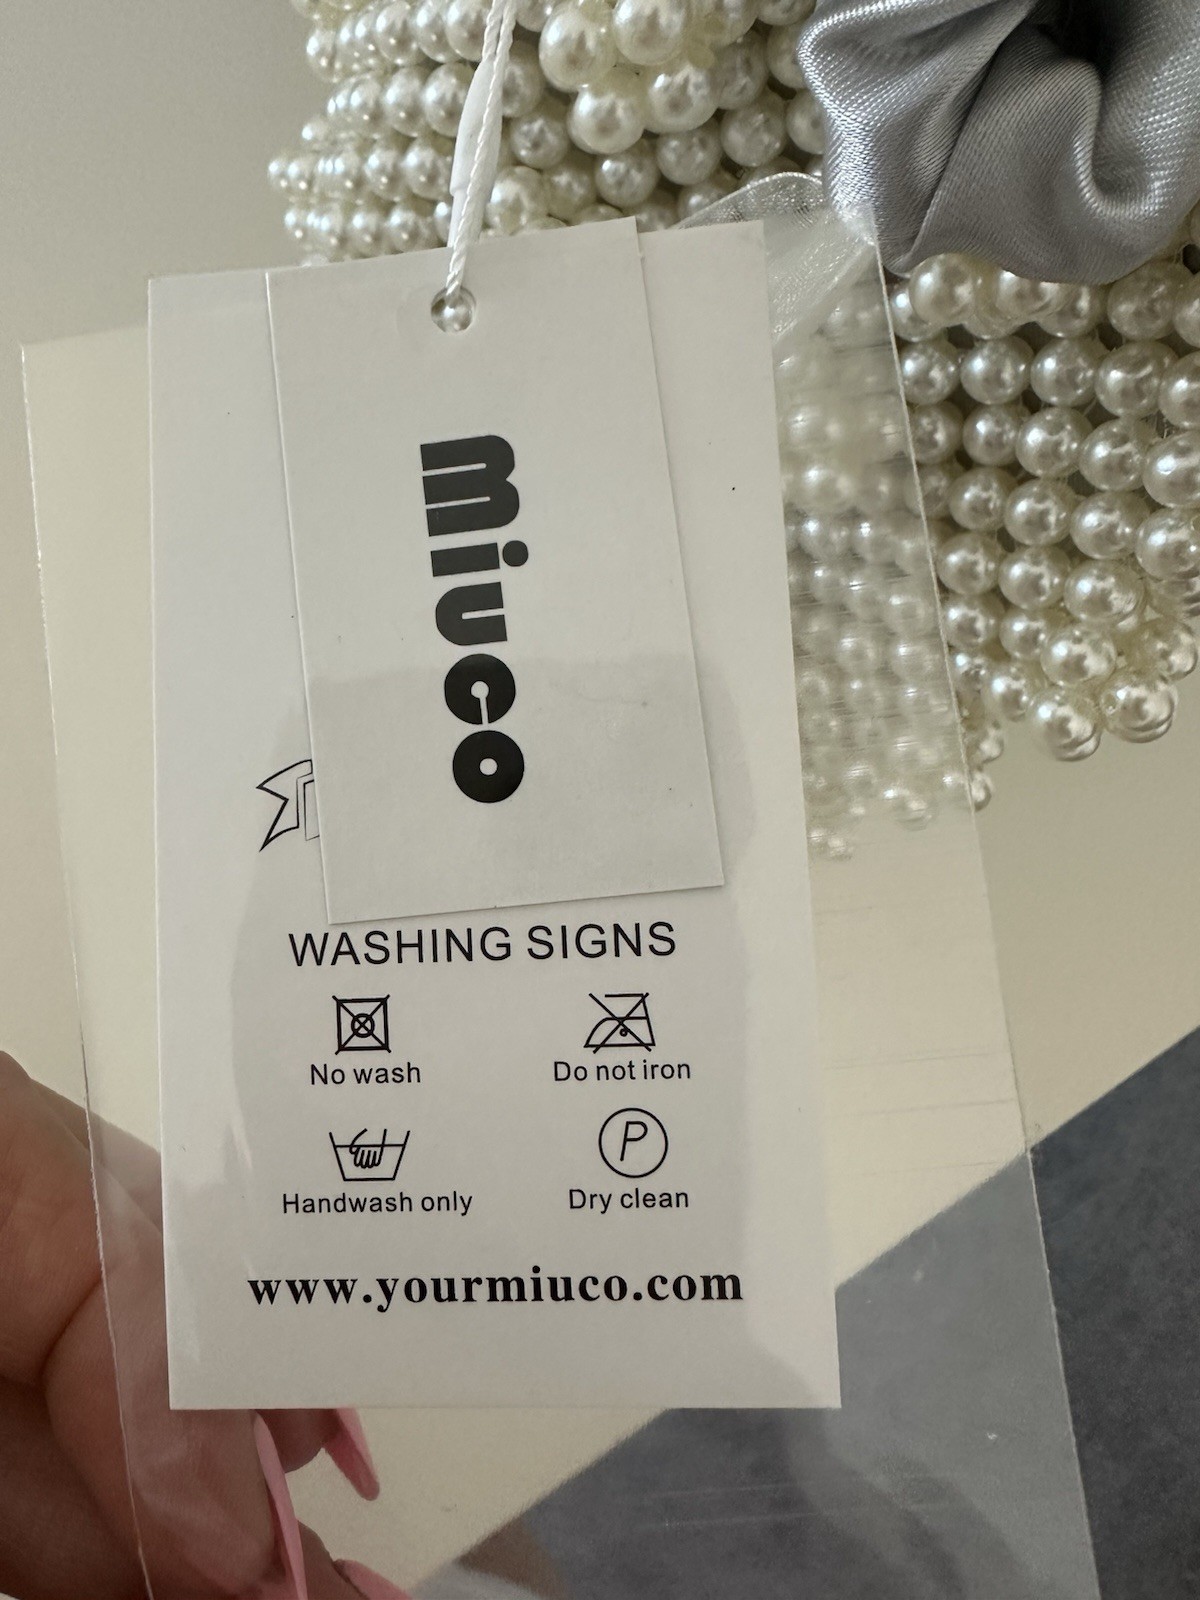 miuco
WASHING SIGNS
No wash
Do not iron
Handwash only
P
Dry clean
www.yourmiuco.com